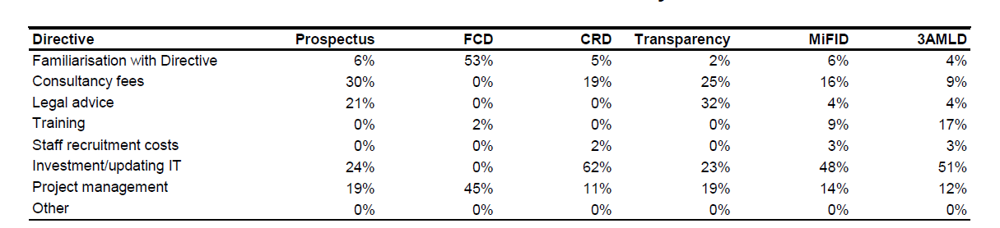 Directive Prospectus FCD CRD Transparency MiFID 3AMLD
Familiarisation with Directive 6% 53% 5% 2% 6% 4%
Consultancy fees 30% 0% 19% 25% 16% 9%
Legal advice 21% 0% 0% 32% 4% 4%
Training 0% 2% 0% 0% 9% 17%
Staff recruitment costs 0% 0% 2% 0% 3% 3%
Investment/updating IT 24% 0% 62% 23% 48% 51%
Project management 19% 45% 11% 19% 14% 12%
Other 0% 0% 0% 0% 0% 0%